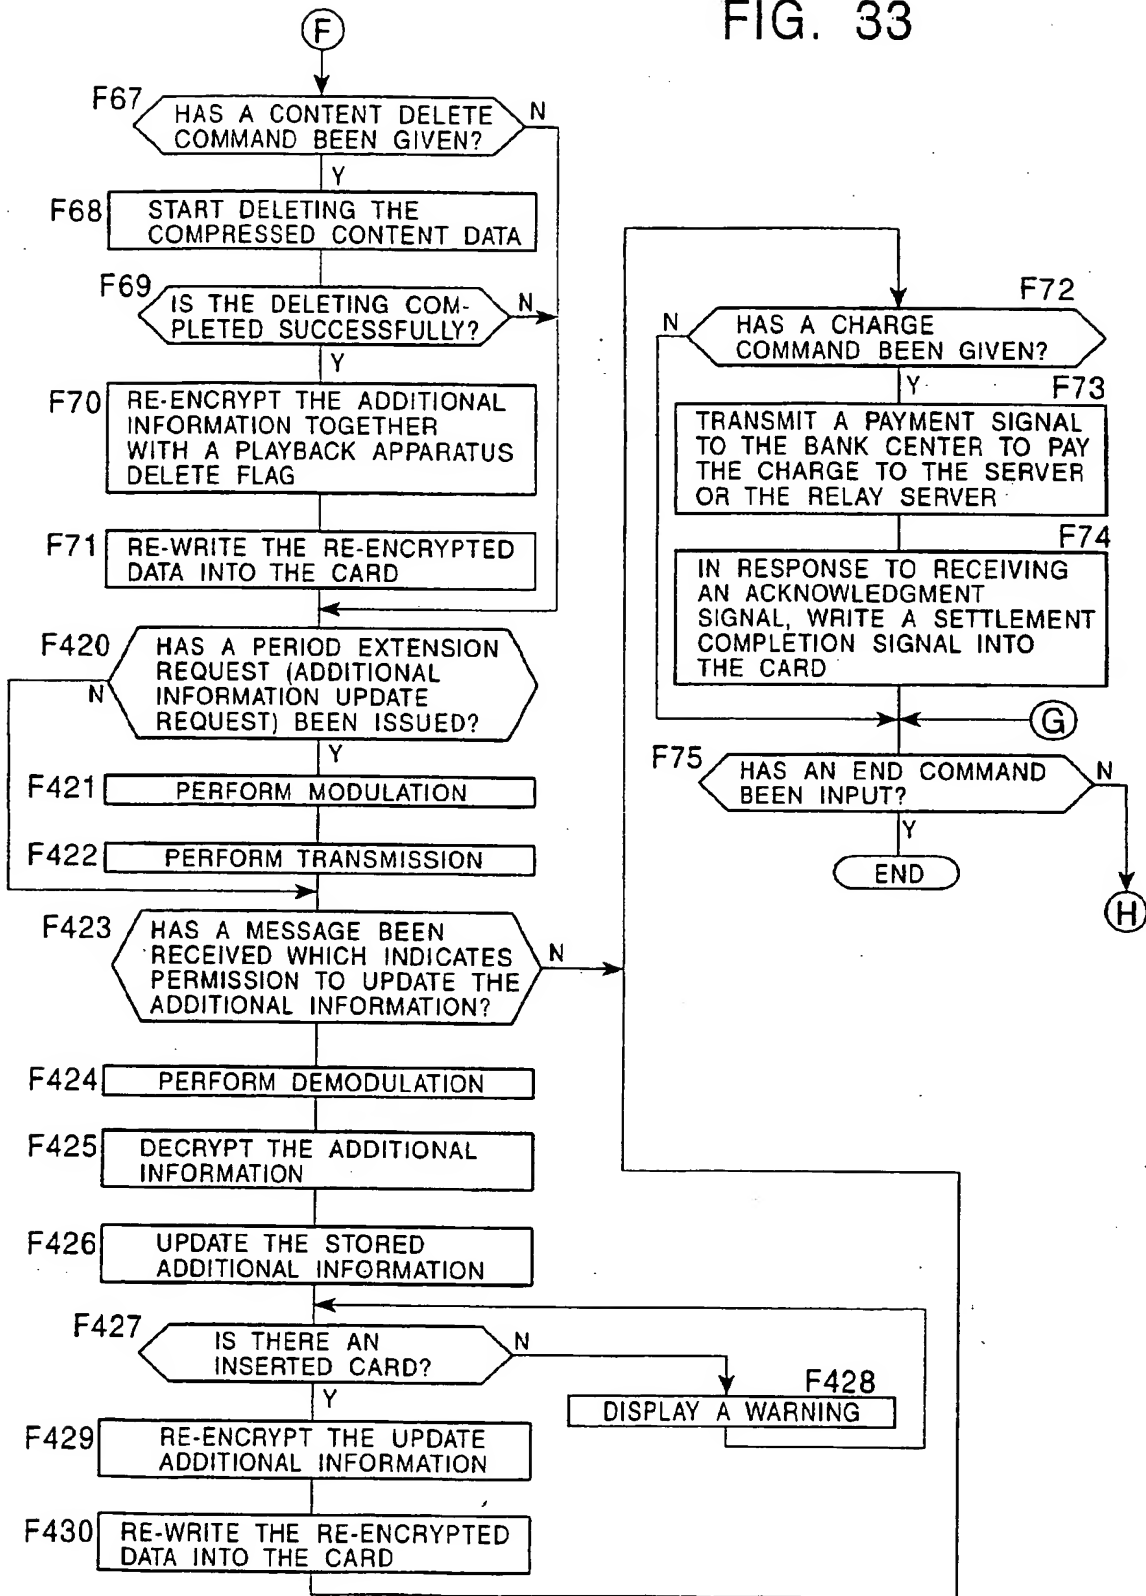 FIG. 33
F
F67
HAS A CONTENT DELETE
COMMAND BEEN GIVEN?
N
Y
F68
START DELETING THE
COMPRESSED CONTENT DATA
F69
IS THE DELETING COM-
PLETED SUCCESSFULLY?
N
Y
F70
RE-ENCRYPT THE ADDITIONAL
INFORMATION TOGETHER
WITH A PLAYBACK APPARATUS
DELETE FLAG
F71
RE-WRITE THE RE-ENCRYPTED
DATA INTO THE CARD
F420
HAS A PERIOD EXTENSION
REQUEST (ADDITIONAL
INFORMATION UPDATE
REQUEST) BEEN ISSUED?
N
Y
F421
PERFORM MODULATION
F422
PERFORM TRANSMISSION
F423
HAS A MESSAGE BEEN
RECEIVED WHICH INDICATES
PERMISSION TO UPDATE THE
ADDITIONAL INFORMATION?
N
F424
PERFORM DEMODULATION
F425
DECRYPT THE ADDITIONAL
INFORMATION
F426
UPDATE THE STORED
ADDITIONAL INFORMATION
F427
IS THERE AN
INSERTED CARD?
N
Y
F428
DISPLAY A WARNING
F429
RE-ENCRYPT THE UPDATE
ADDITIONAL INFORMATION
F430
RE-WRITE THE RE-ENCRYPTED
DATA INTO THE CARD
F72
HAS A CHARGE
COMMAND BEEN GIVEN?
N
Y
F73
TRANSMIT A PAYMENT SIGNAL
TO THE BANK CENTER TO PAY
THE CHARGE TO THE SERVER
OR THE RELAY SERVER
F74
IN RESPONSE TO RECEIVING
AN ACKNOWLEDGMENT
SIGNAL, WRITE A SETTLEMENT
COMPLETION SIGNAL INTO
THE CARD
G
F75
HAS AN END COMMAND
BEEN INPUT?
N
Y
END
H